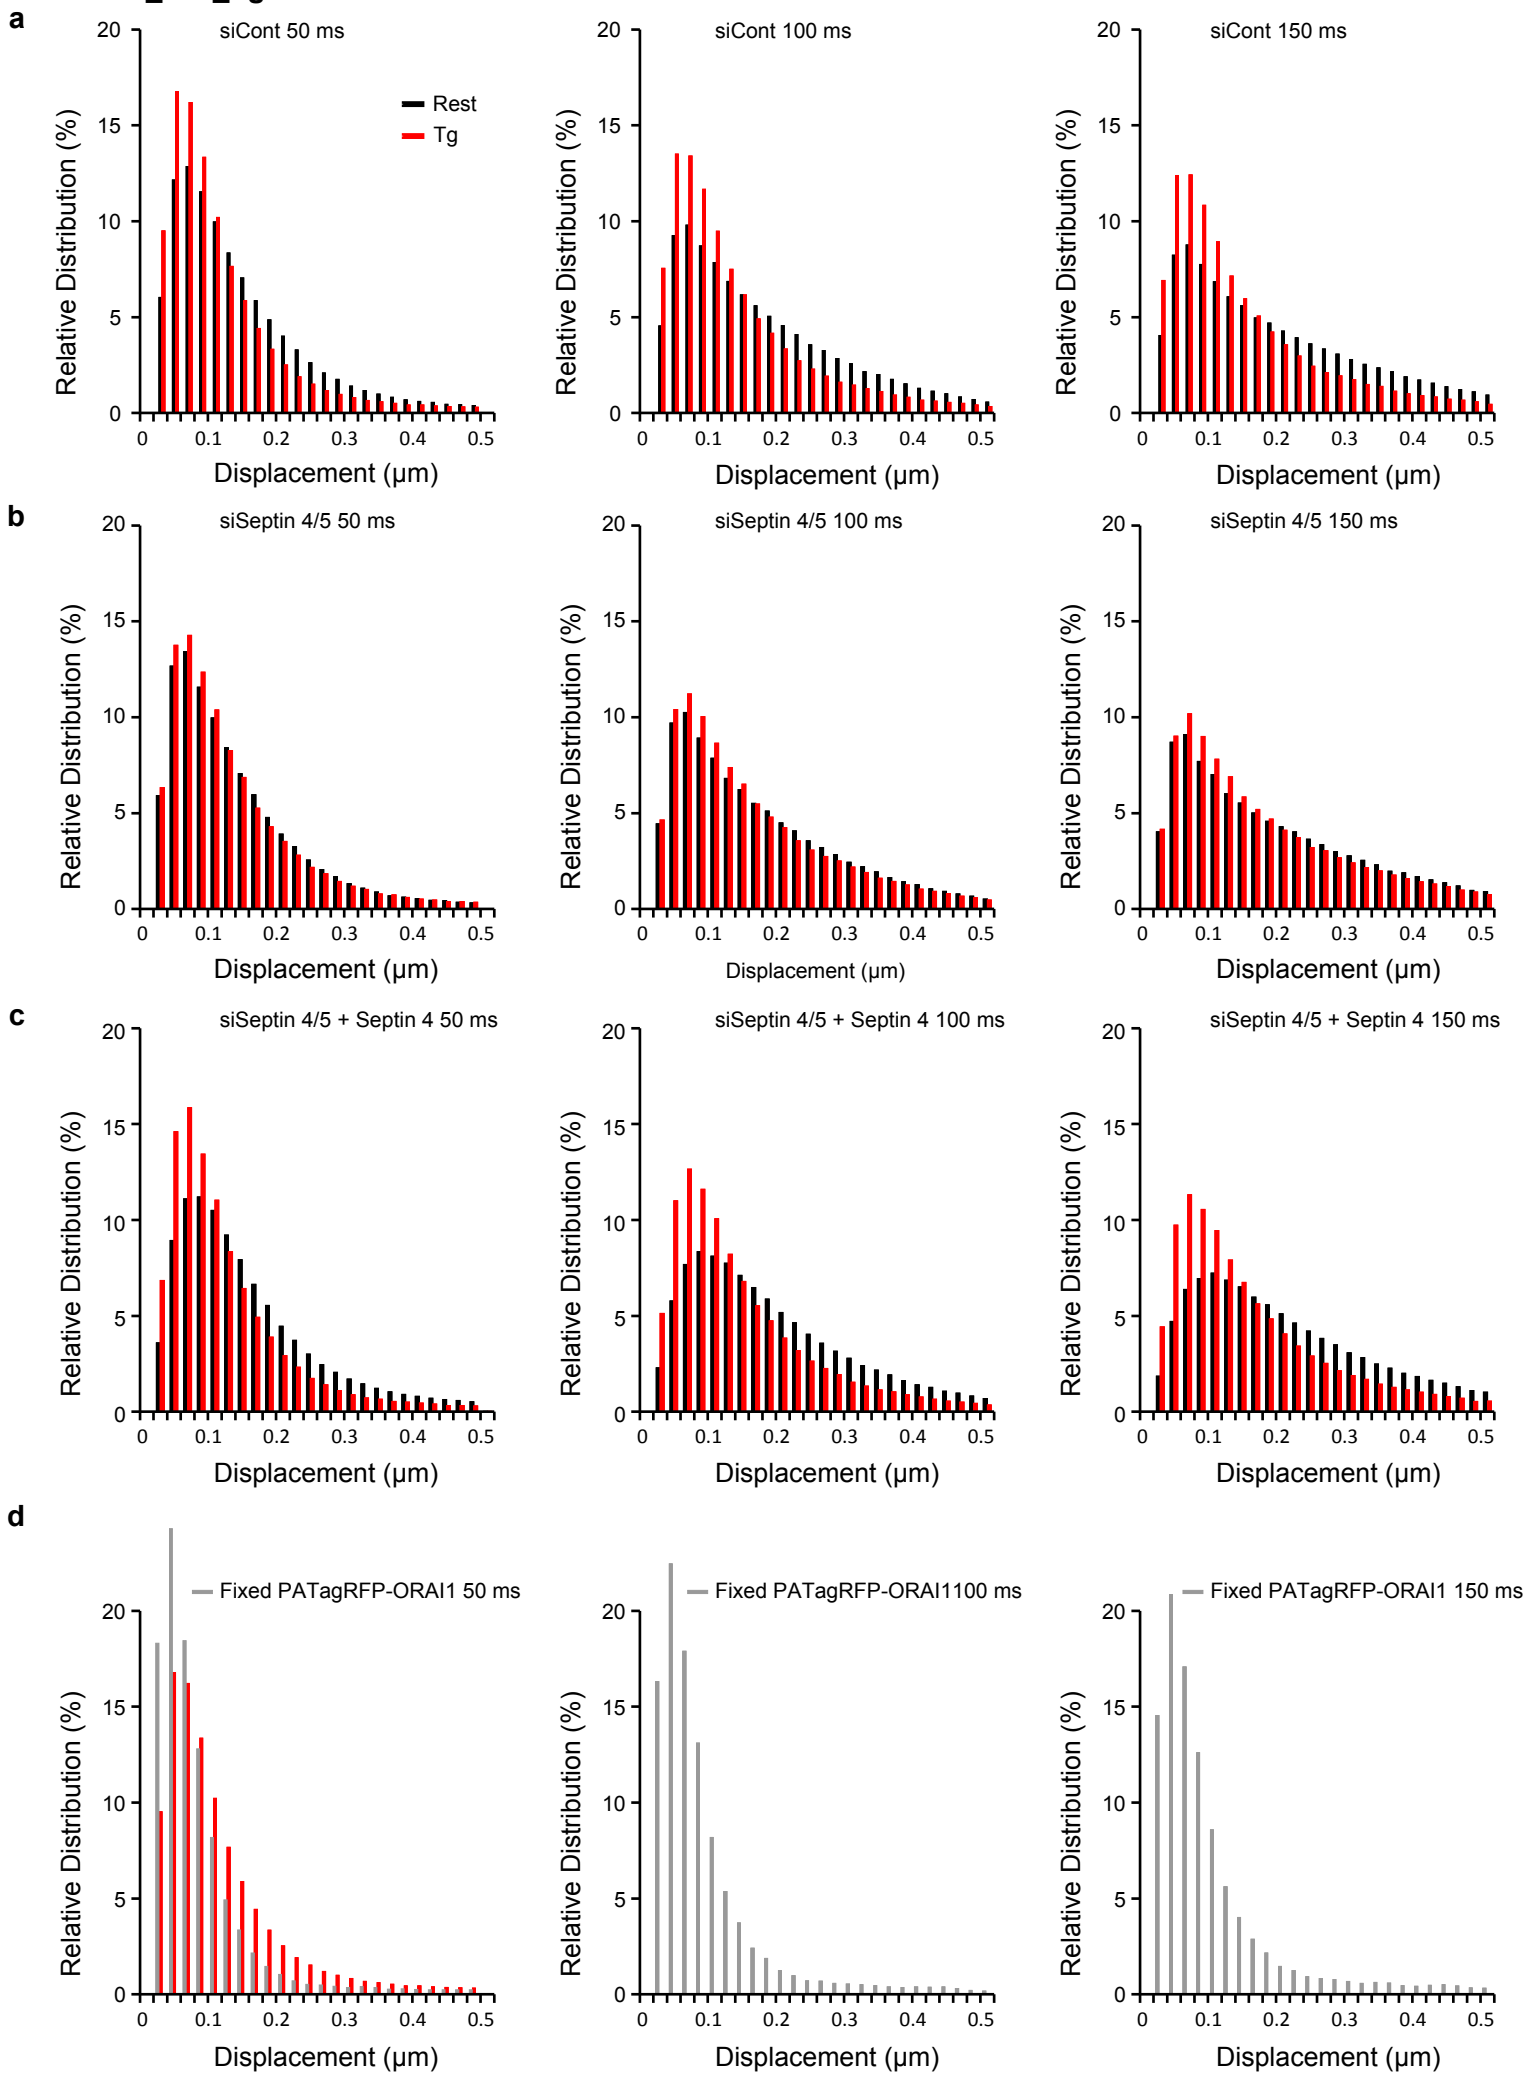 a
siCont 50 ms
siCont 100 ms
siCont 150 ms
Rest
Tg
20
15
10
5
0
Relative Distribution (%)
0 0.1 0.2 0.3 0.4 0.5
Displacement (µm)
20
15
10
5
0
Relative Distribution (%)
0 0.1 0.2 0.3 0.4 0.5
Displacement (µm)
20
15
10
5
0
Relative Distribution (%)
0 0.1 0.2 0.3 0.4 0.5
Displacement (µm)
b
siSeptin 4/5 50 ms
siSeptin 4/5 100 ms
siSeptin 4/5 150 ms
20
15
10
5
0
Relative Distribution (%)
0 0.1 0.2 0.3 0.4 0.5
Displacement (µm)
20
15
10
5
0
Relative Distribution (%)
0 0.1 0.2 0.3 0.4 0.5
Displacement (µm)
20
15
10
5
0
Relative Distribution (%)
0 0.1 0.2 0.3 0.4 0.5
Displacement (µm)
c
siSeptin 4/5 + Septin 4 50 ms
siSeptin 4/5 + Septin 4 100 ms
siSeptin 4/5 + Septin 4 150 ms
20
15
10
5
0
Relative Distribution (%)
0 0.1 0.2 0.3 0.4 0.5
Displacement (µm)
20
15
10
5
0
Relative Distribution (%)
0 0.1 0.2 0.3 0.4 0.5
Displacement (µm)
20
15
10
5
0
Relative Distribution (%)
0 0.1 0.2 0.3 0.4 0.5
Displacement (µm)
d
Fixed PATagRFP-ORAI1 50 ms
Fixed PATagRFP-ORAI1100 ms
Fixed PATagRFP-ORAI1 150 ms
20
15
10
5
0
Relative Distribution (%)
0 0.1 0.2 0.3 0.4 0.5
Displacement (µm)
20
15
10
5
0
Relative Distribution (%)
0 0.1 0.2 0.3 0.4 0.5
Displacement (µm)
20
15
10
5
0
Relative Distribution (%)
0 0.1 0.2 0.3 0.4 0.5
Displacement (µm)